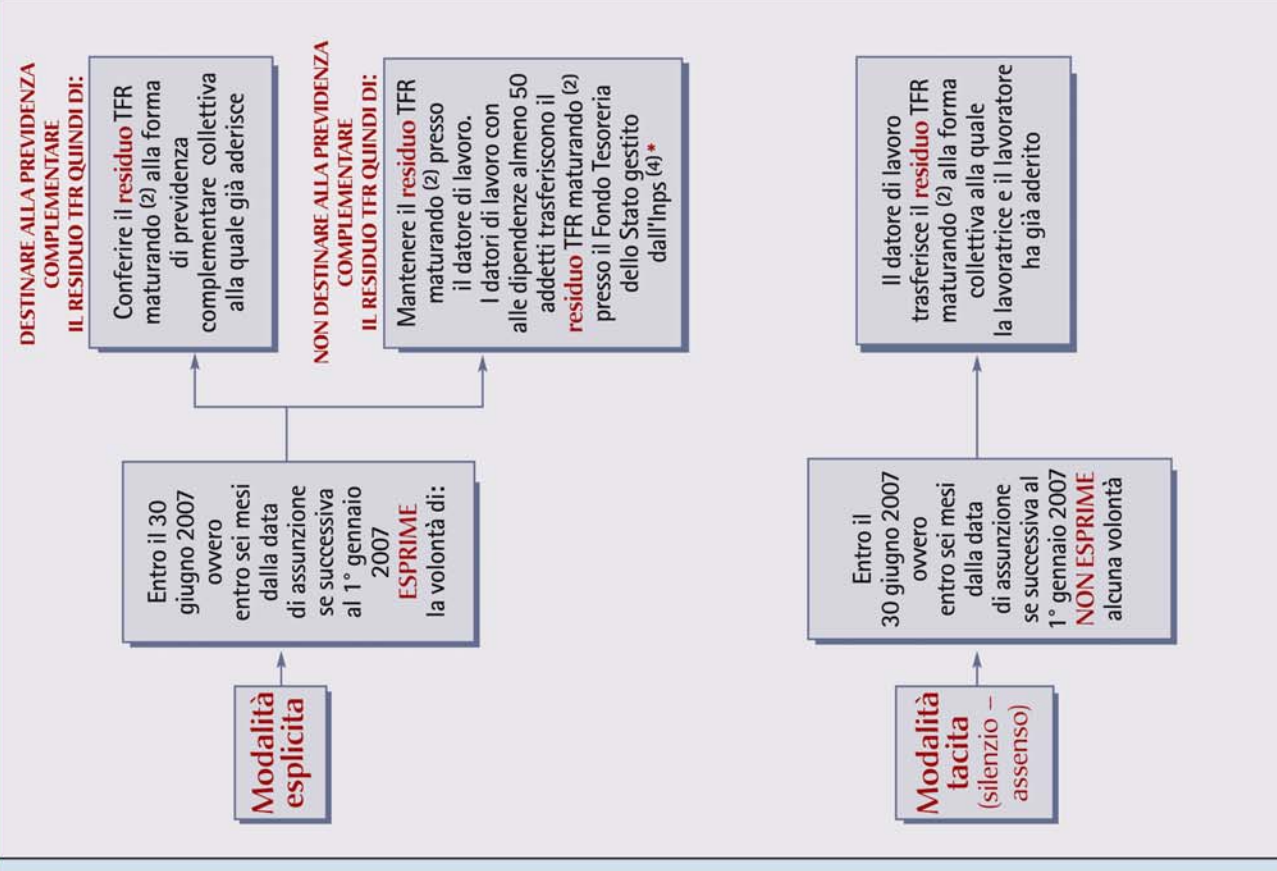 Modalità
esplicita
Entro il 30
giugno 2007
ovvero
entro sei mesi
dalla data
di assunzione
se successiva
al 1° gennaio
2007
ESPRIME
la volontà di:
DESTINARE ALLA PREVIDENZA
COMPLEMENTARE
IL RESIDUO TFR QUINDI DI:
Conferire il residuo TFR
maturando (2) alla forma
di previdenza
complementare collettiva
alla quale già aderisce
NON DESTINARE ALLA PREVIDENZA
COMPLEMENTARE
IL RESIDUO TFR QUINDI DI:
Mantenere il residuo TFR
maturando (2) presso
il datore di lavoro.
I datori di lavoro con
alle dipendenze almeno 50
addetti trasferiscono il
residuo TFR maturando (2)
presso il Fondo Tesoreria
dello Stato gestito
dall'Inps (4)*
Modalità
tacita
(silenzio –
assenso)
Entro il
30 giugno 2007
ovvero
entro sei mesi
dalla data
di assunzione
se successiva al
1° gennaio 2007
NON ESPRIME
alcuna volontà
Il datore di lavoro
trasferisce il residuo TFR
maturando (2) alla forma
collettiva alla quale
la lavoratrice e il lavoratore
ha già aderito